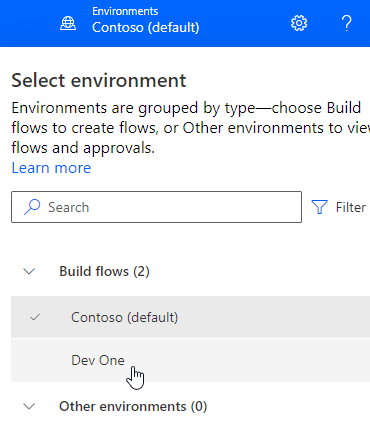 Environments
Contoso (default)
?
Select environment
Environments are grouped by type—choose Build
flows to create flows, or Other environments to view
flows and approvals.
Learn more
Search
Filter
Build flows (2)
Contoso (default)
Dev One
Other environments (0)